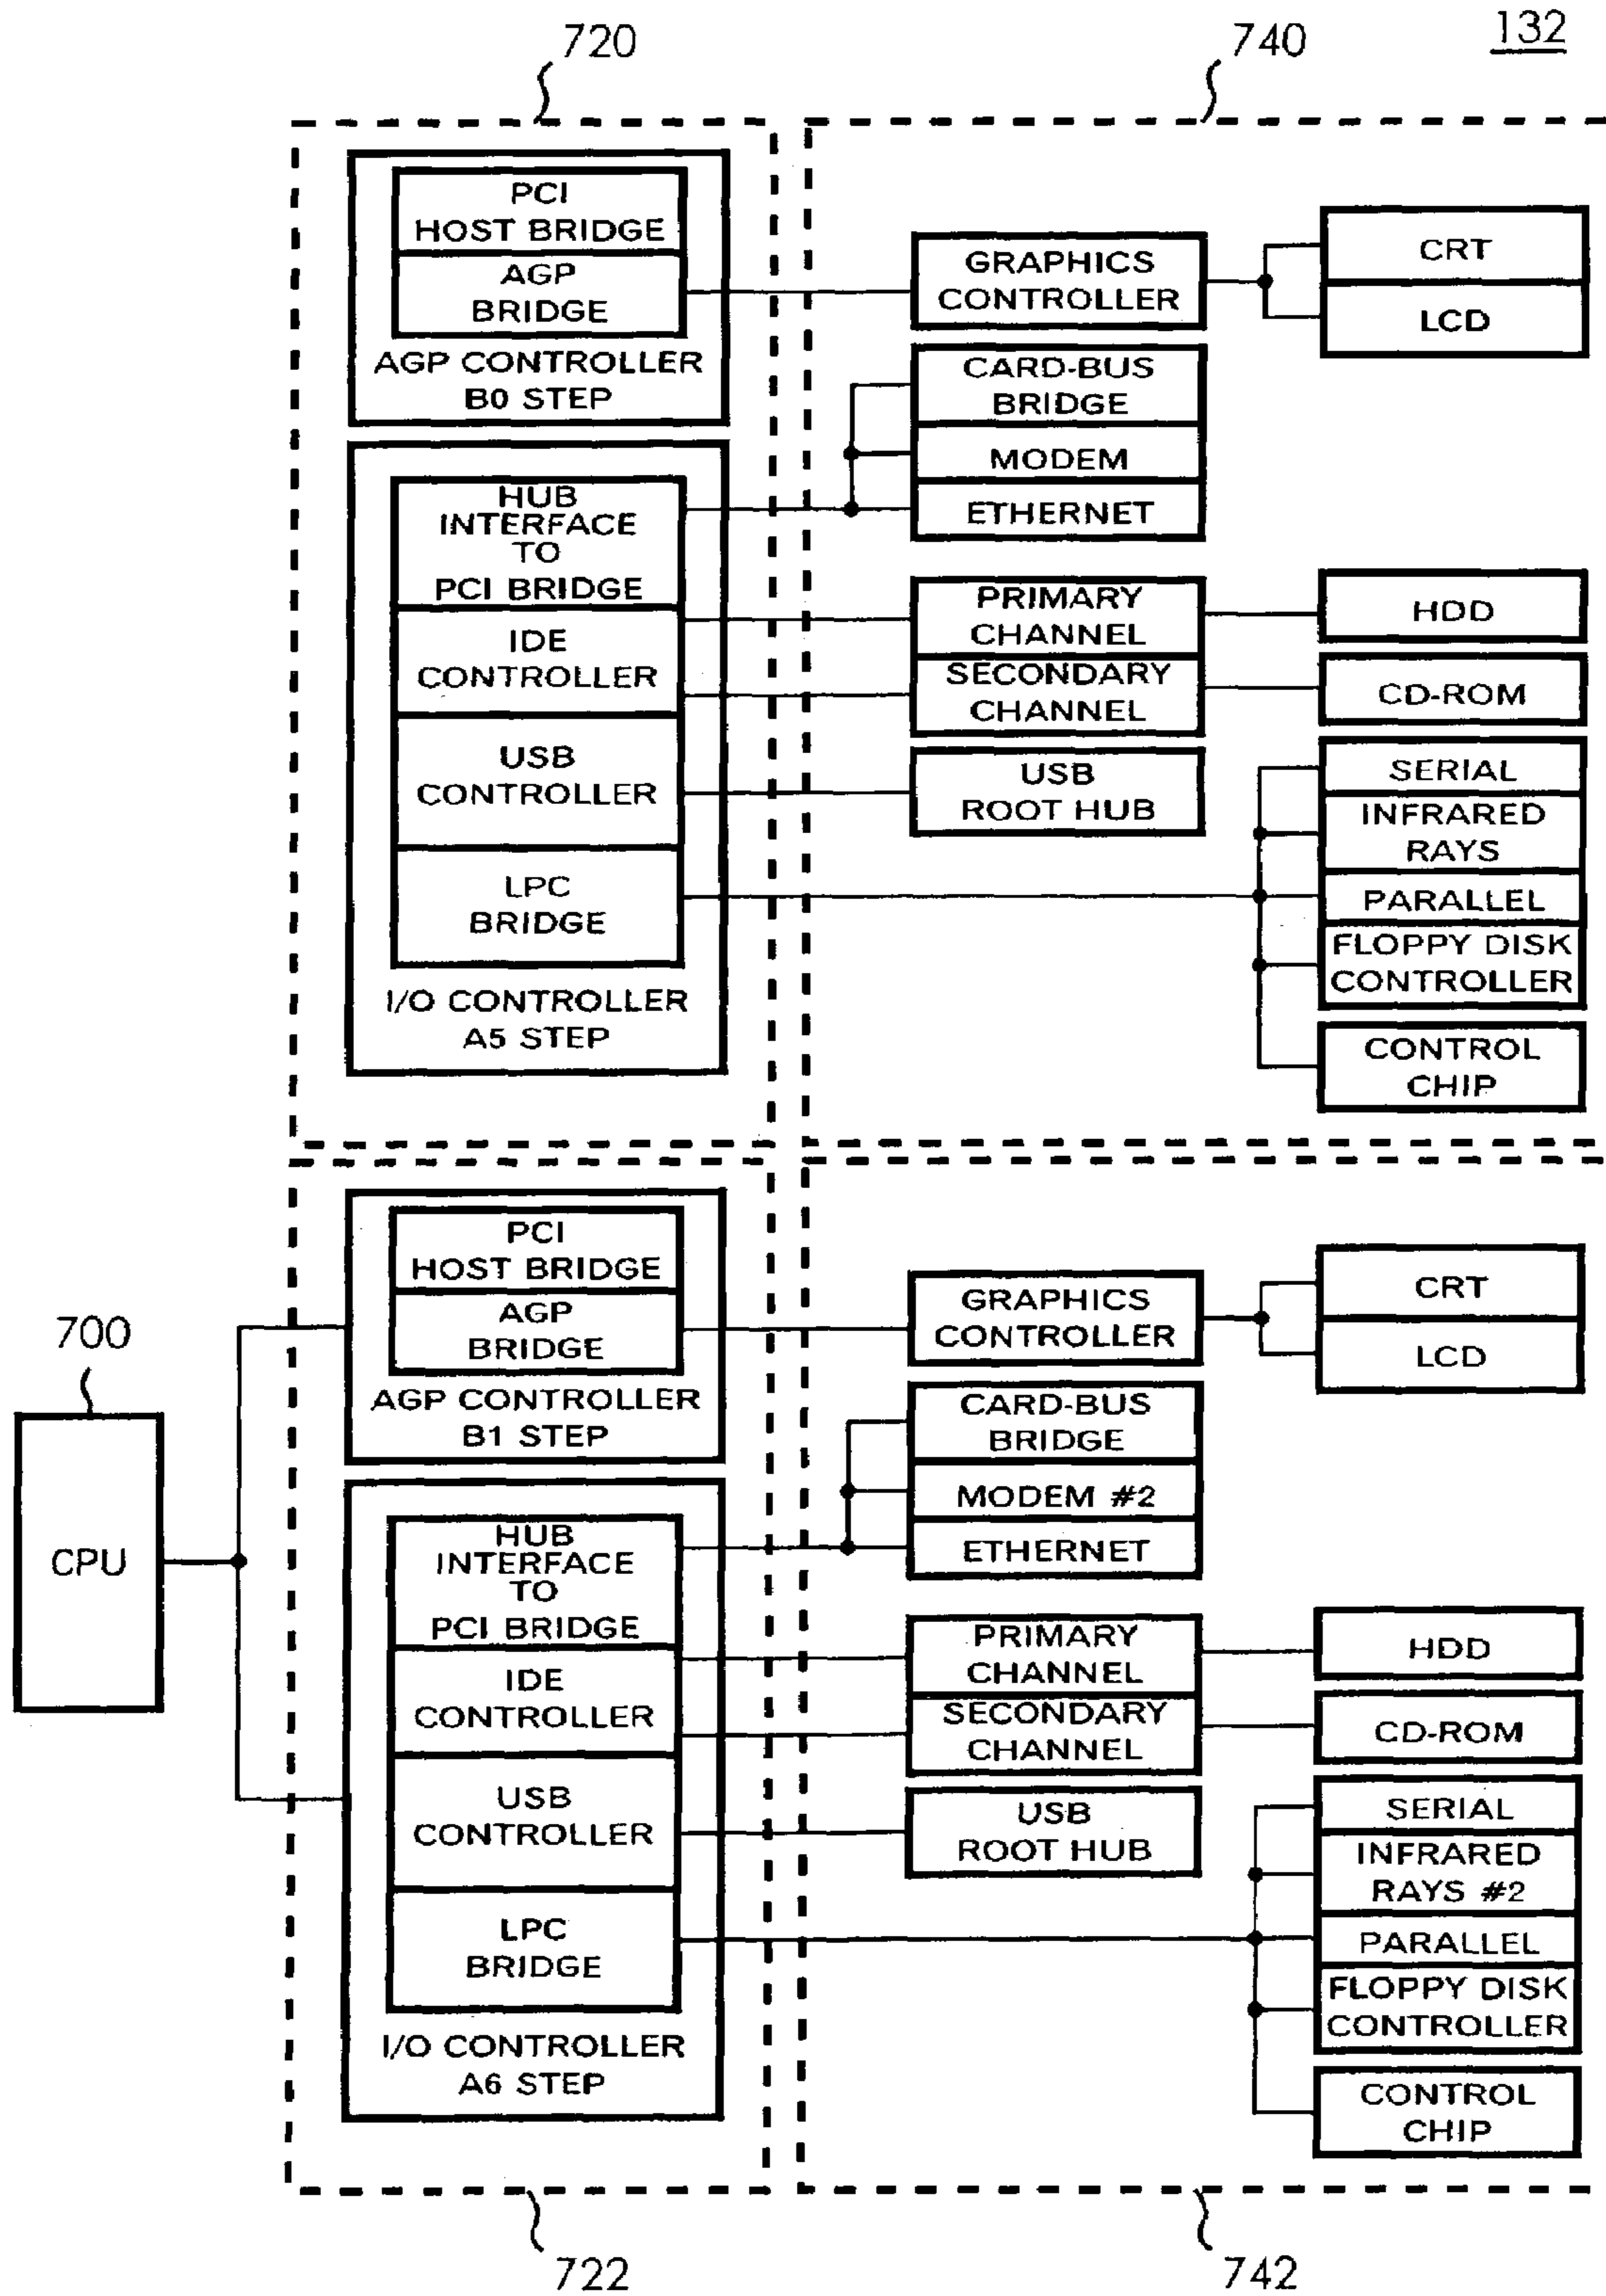 720
740
132
PCI
HOST BRIDGE
AGP
BRIDGE
AGP CONTROLLER
B0 STEP
GRAPHICS
CONTROLLER
CRT
LCD
CARD-BUS
BRIDGE
MODEM
ETHERNET
HUB
INTERFACE
TO
PCI BRIDGE
IDE
CONTROLLER
USB
CONTROLLER
LPC
BRIDGE
I/O CONTROLLER
A5 STEP
PRIMARY
CHANNEL
SECONDARY
CHANNEL
USB
ROOT HUB
HDD
CD-ROM
SERIAL
INFRARED
RAYS
PARALLEL
FLOPPY DISK
CONTROLLER
CONTROL
CHIP
700
CPU
PCI
HOST BRIDGE
AGP
BRIDGE
AGP CONTROLLER
B1 STEP
GRAPHICS
CONTROLLER
CRT
LCD
CARD-BUS
BRIDGE
MODEM #2
ETHERNET
HUB
INTERFACE
TO
PCI BRIDGE
IDE
CONTROLLER
USB
CONTROLLER
LPC
BRIDGE
I/O CONTROLLER
A6 STEP
PRIMARY
CHANNEL
SECONDARY
CHANNEL
USB
ROOT HUB
HDD
CD-ROM
SERIAL
INFRARED
RAYS #2
PARALLEL
FLOPPY DISK
CONTROLLER
CONTROL
CHIP
722
742